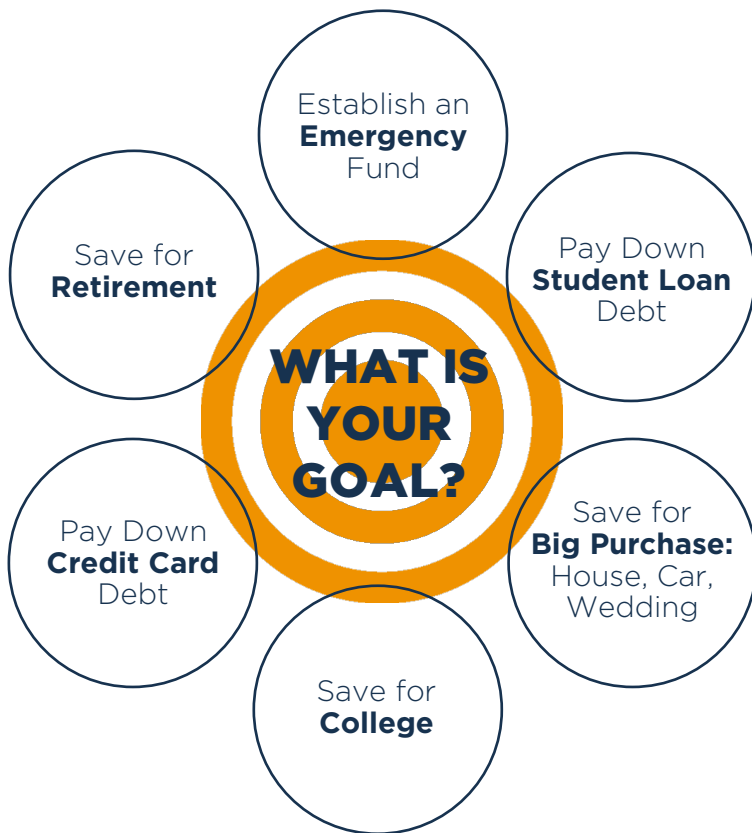 Establish an
Emergency
Fund
Save for
Retirement
Pay Down
Student Loan
Debt
WHAT IS
YOUR
GOAL?
Pay Down
Credit Card
Debt
Save for
Big Purchase:
House, Car,
Wedding
Save for
College